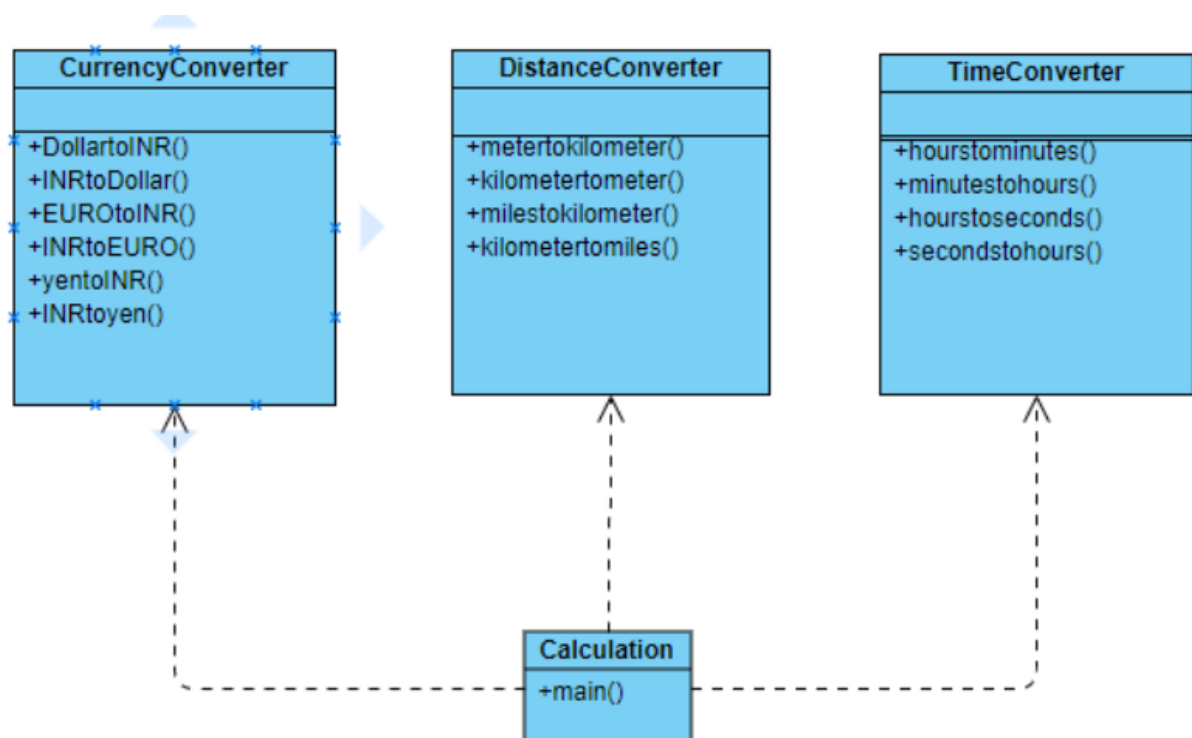 CurrencyConverter
+DollartoINR()
+INRtoDollar()
+EUROtoINR()
+INRtoEURO()
+yentoINR()
+INRtoyen()
DistanceConverter
+metertokilometer()
+kilometertometer()
+milestokilometer()
+kilometertomiles()
TimeConverter
+hourstominutes()
+minutestohours()
+hourstoseconds()
+secondstohours()
Calculation
+main()